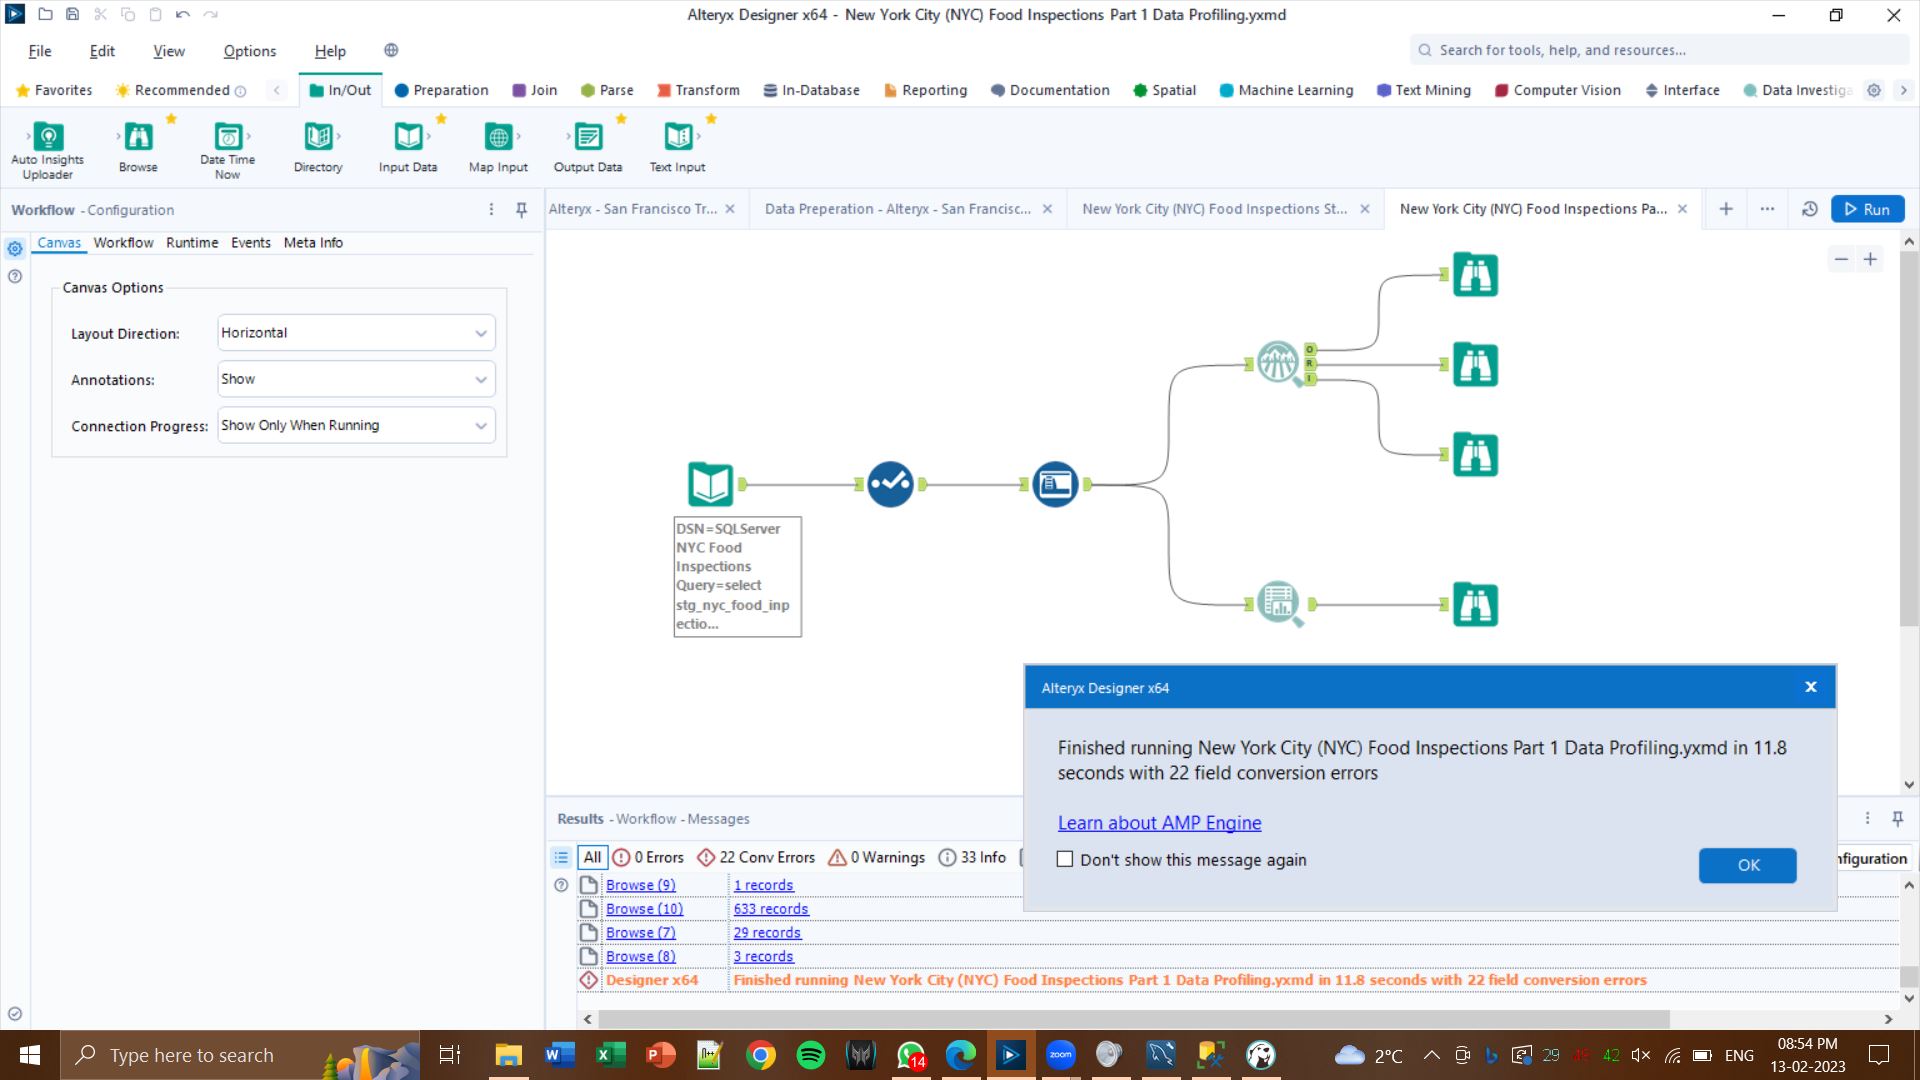 Alteryx Designer x64 - New York City (NYC) Food Inspections Part 1 Data Profiling.yxmd
File Edit View Options Help
Search for tools, help, and resources...
Favorites Recommended In/Out Preparation Join Parse Transform In-Database Reporting Documentation Spatial Machine Learning Text Mining Computer Vision Interface Data Investiga
Auto Insights Uploader
Browse
Date Time Now
Directory
Input Data
Map Input
Output Data
Text Input
Workflow - Configuration
Alteryx - San Francisco Tr...
Data Preperation - Alteryx - San Francisc...
New York City (NYC) Food Inspections St...
New York City (NYC) Food Inspections Pa...
Run
Canvas Workflow Runtime Events Meta Info
Canvas Options
Layout Direction: Horizontal
Annotations: Show
Connection Progress: Show Only When Running
O
R
I
DSN=SQLServer
NYC Food
Inspections
Query=select
stg_nyc_food_inp
ectio...
Alteryx Designer x64
Finished running New York City (NYC) Food Inspections Part 1 Data Profiling.yxmd in 11.8
seconds with 22 field conversion errors
Learn about AMP Engine
Don't show this message again
OK
Results - Workflow - Messages
All 0 Errors 22 Conv Errors 0 Warnings 33 Info
nfiguration
Browse (9) 1 records
Browse (10) 633 records
Browse (7) 29 records
Browse (8) 3 records
Designer x64 Finished running New York City (NYC) Food Inspections Part 1 Data Profiling.yxmd in 11.8 seconds with 22 field conversion errors
Type here to search
14
zoom
2°C
29
42
ENG
08:54 PM
13-02-2023